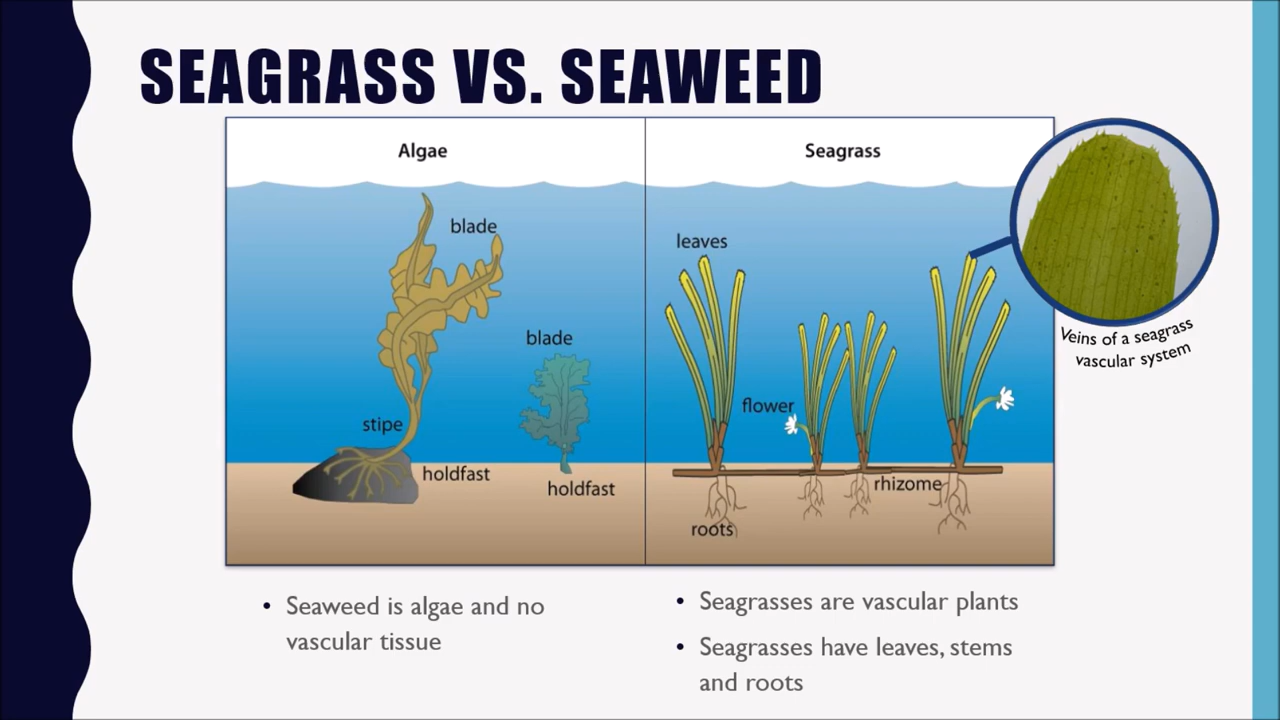 SEAGRASS VS. SEAWEED
Algae
blade
blade
stipe
holdfast
holdfast
Seagrass
leaves
flower
rhizome
roots
Veins of a seagrass
vascular system
• Seaweed is algae and no
vascular tissue
• Seagrasses are vascular plants
• Seagrasses have leaves, stems
and roots